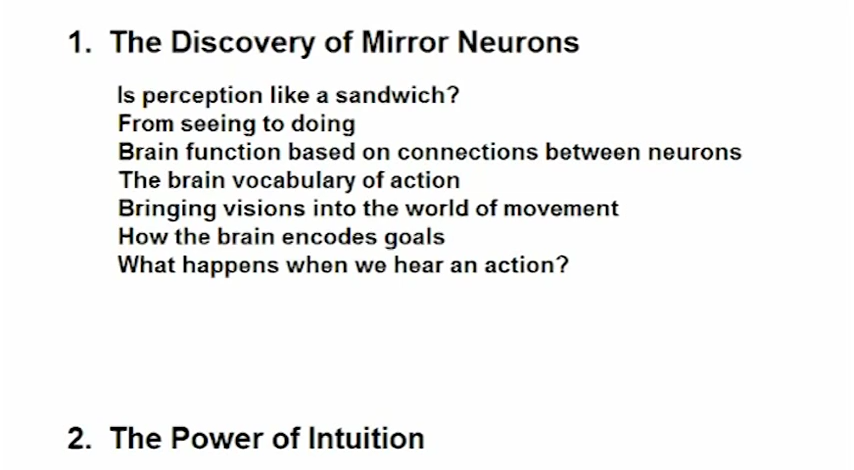 1. The Discovery of Mirror Neurons
Is perception like a sandwich?
From seeing to doing
Brain function based on connections between neurons
The brain vocabulary of action
Bringing visions into the world of movement
How the brain encodes goals
What happens when we hear an action?
2. The Power of Intuition